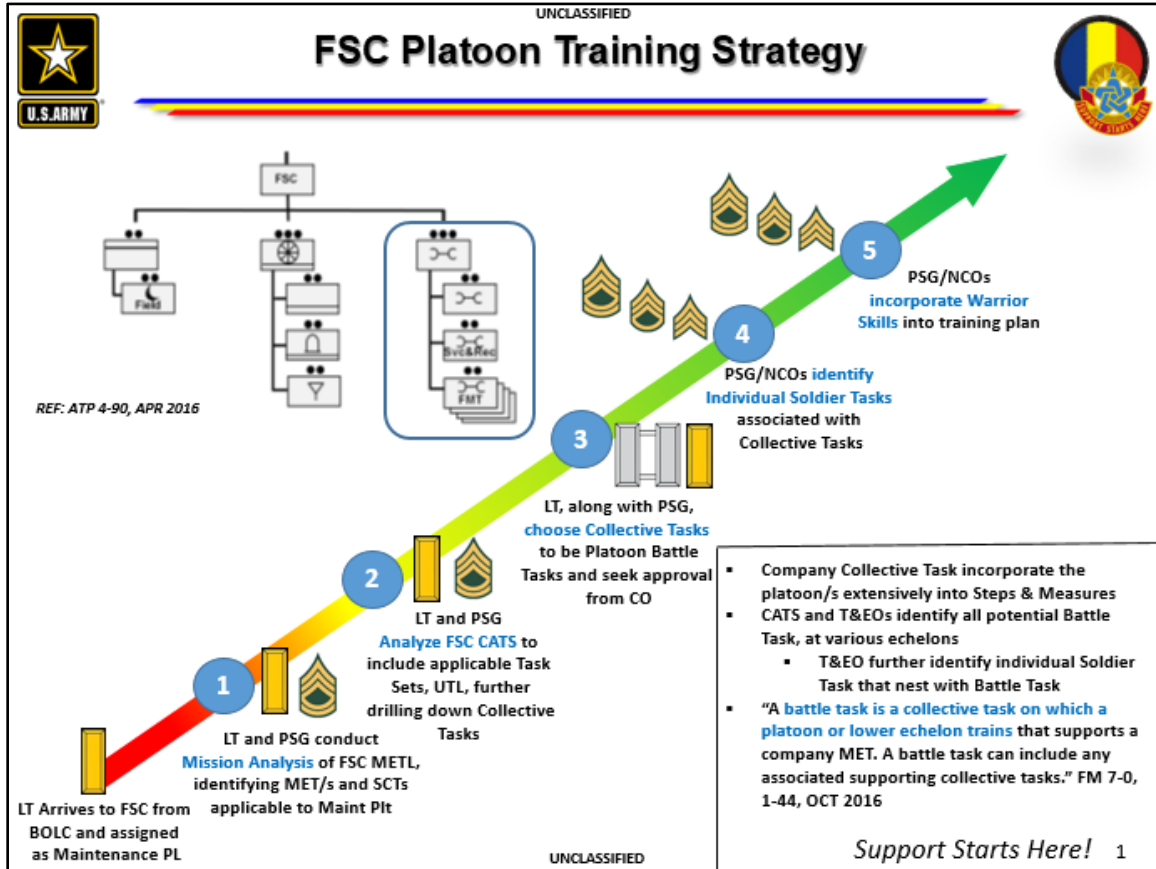 UNCLASSIFIED
FSC Platoon Training Strategy
U.S.ARMY
SUPPORT STARTS HERE
FSC
Field
Svc&Rec
FMT
REF: ATP 4-90, APR 2016
5
PSG/NCOs
incorporate Warrior
Skills into training plan
4
PSG/NCOs identify
Individual Soldier Tasks
associated with
Collective Tasks
3
LT, along with PSG,
choose Collective Tasks
to be Platoon Battle
Tasks and seek approval
from CO
2
LT and PSG
Analyze FSC CATS to
include applicable Task
Sets, UTL, further
drilling down Collective
Tasks
1
LT and PSG conduct
Mission Analysis of FSC METL,
identifying MET/s and SCTs
applicable to Maint Plt
LT Arrives to FSC from
BOLC and assigned
as Maintenance PL
▪ Company Collective Task incorporate the
platoon/s extensively into Steps & Measures
▪ CATS and T&EOs identify all potential Battle
Task, at various echelons
▪ T&EO further identify individual Soldier
Task that nest with Battle Task
▪ “A battle task is a collective task on which a
platoon or lower echelon trains that supports a
company MET. A battle task can include any
associated supporting collective tasks.” FM 7-0,
1-44, OCT 2016
Support Starts Here! 1
UNCLASSIFIED